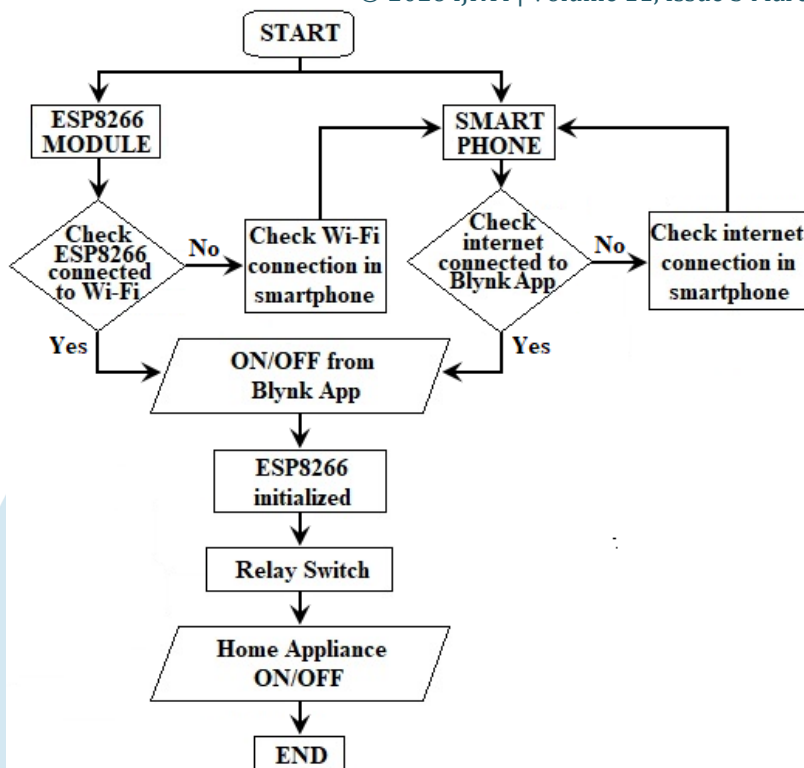 START
ESP8266
MODULE
SMART
PHONE
Check
ESP8266
connected
to Wi-Fi
No
Check Wi-Fi
connection in
smartphone
Check
internet
connected to
Blynk App
No
Check internet
connection in
smartphone
Yes
Yes
ON/OFF from
Blynk App
ESP8266
initialized
Relay Switch
Home Appliance
ON/OFF
END